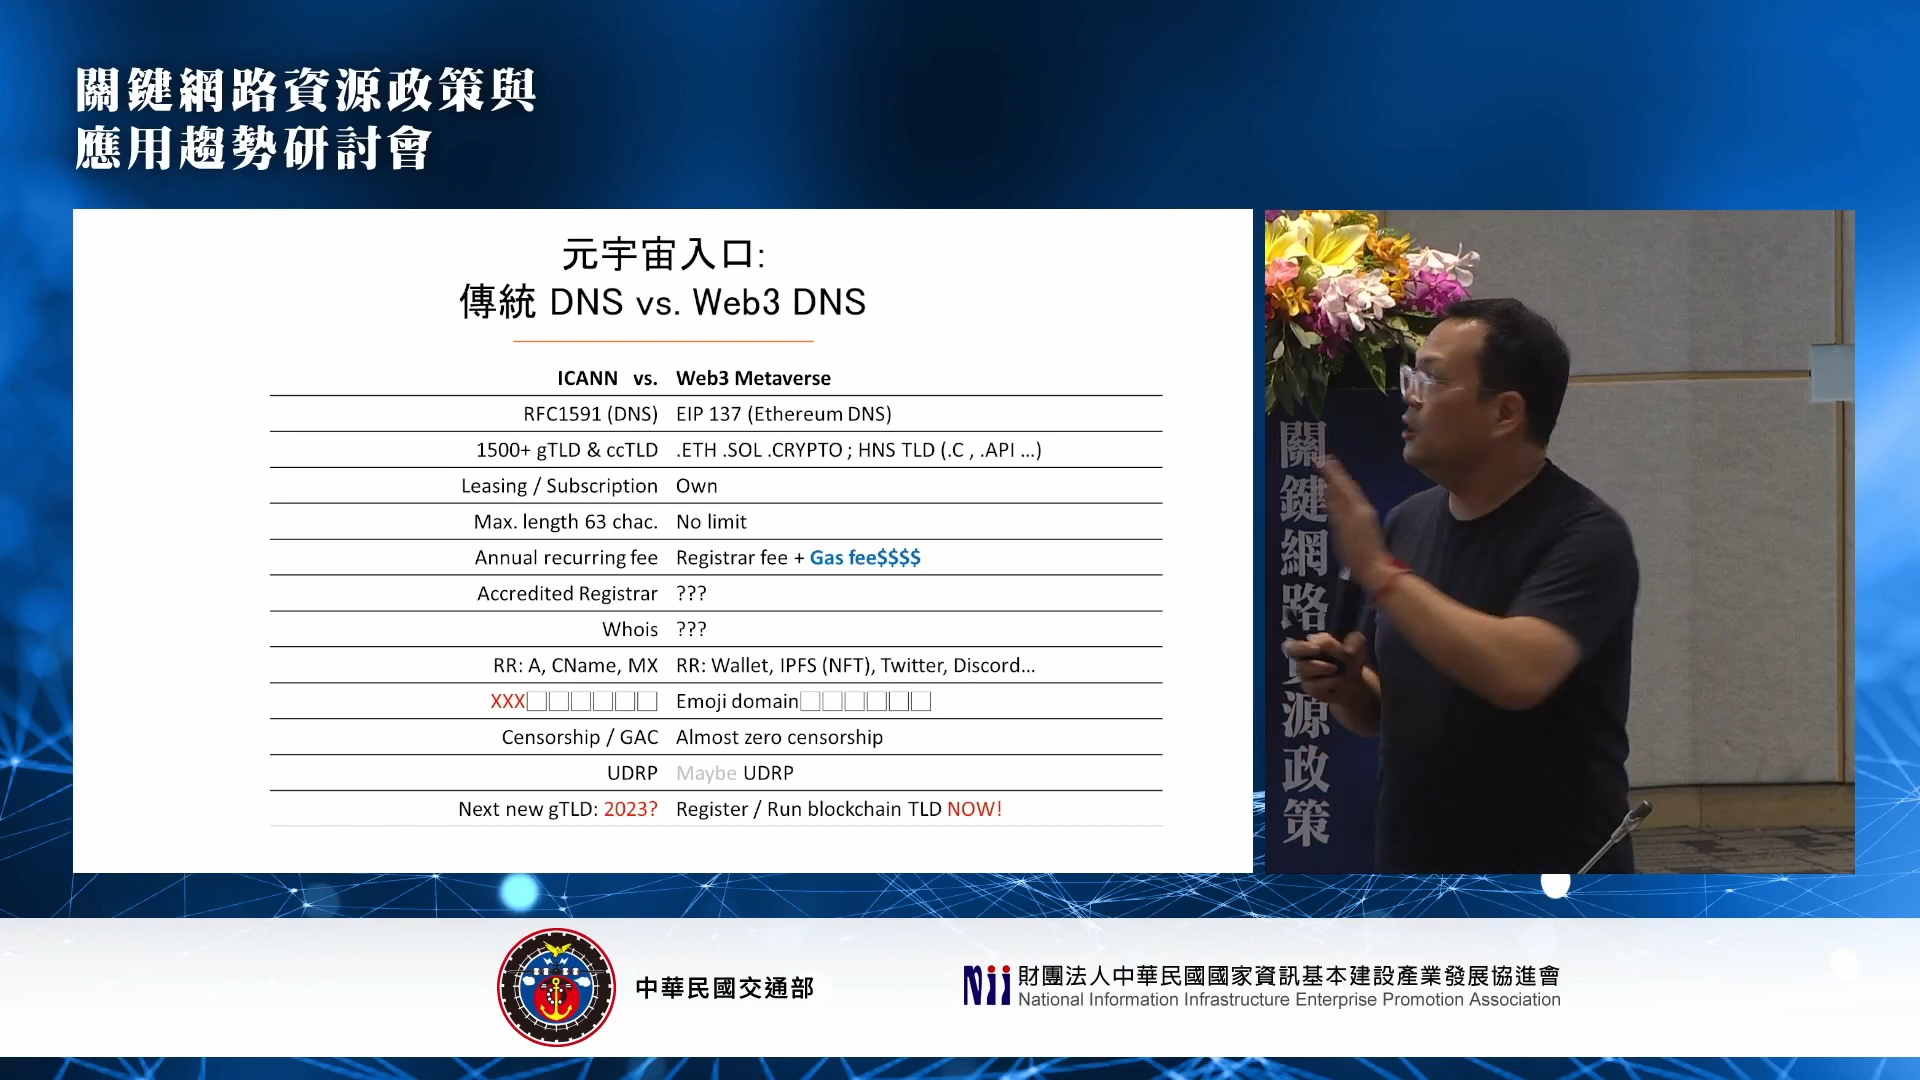 關鍵網路資源政策與
應用趨勢研討會
元宇宙入口:
傳統 DNS vs. Web3 DNS
ICANN vs. Web3 Metaverse
RFC1591 (DNS) EIP 137 (Ethereum DNS)
1500+ gTLD & ccTLD .ETH .SOL .CRYPTO ; HNS TLD (.C , .API ...)
Leasing / Subscription Own
Max. length 63 chac. No limit
Annual recurring fee Registrar fee + Gas fee$$$$
Accredited Registrar ???
Whois ???
RR: A, CName, MX RR: Wallet, IPFS (NFT), Twitter, Discord...
XXX□□□□□□ Emoji domain□□□□□□
Censorship / GAC Almost zero censorship
UDRP Maybe UDRP
Next new gTLD: 2023? Register / Run blockchain TLD NOW!
關鍵網路資源政策
中華民國交通部
nii 財團法人中華民國國家資訊基本建設產業發展協進會
National Information Infrastructure Enterprise Promotion Association